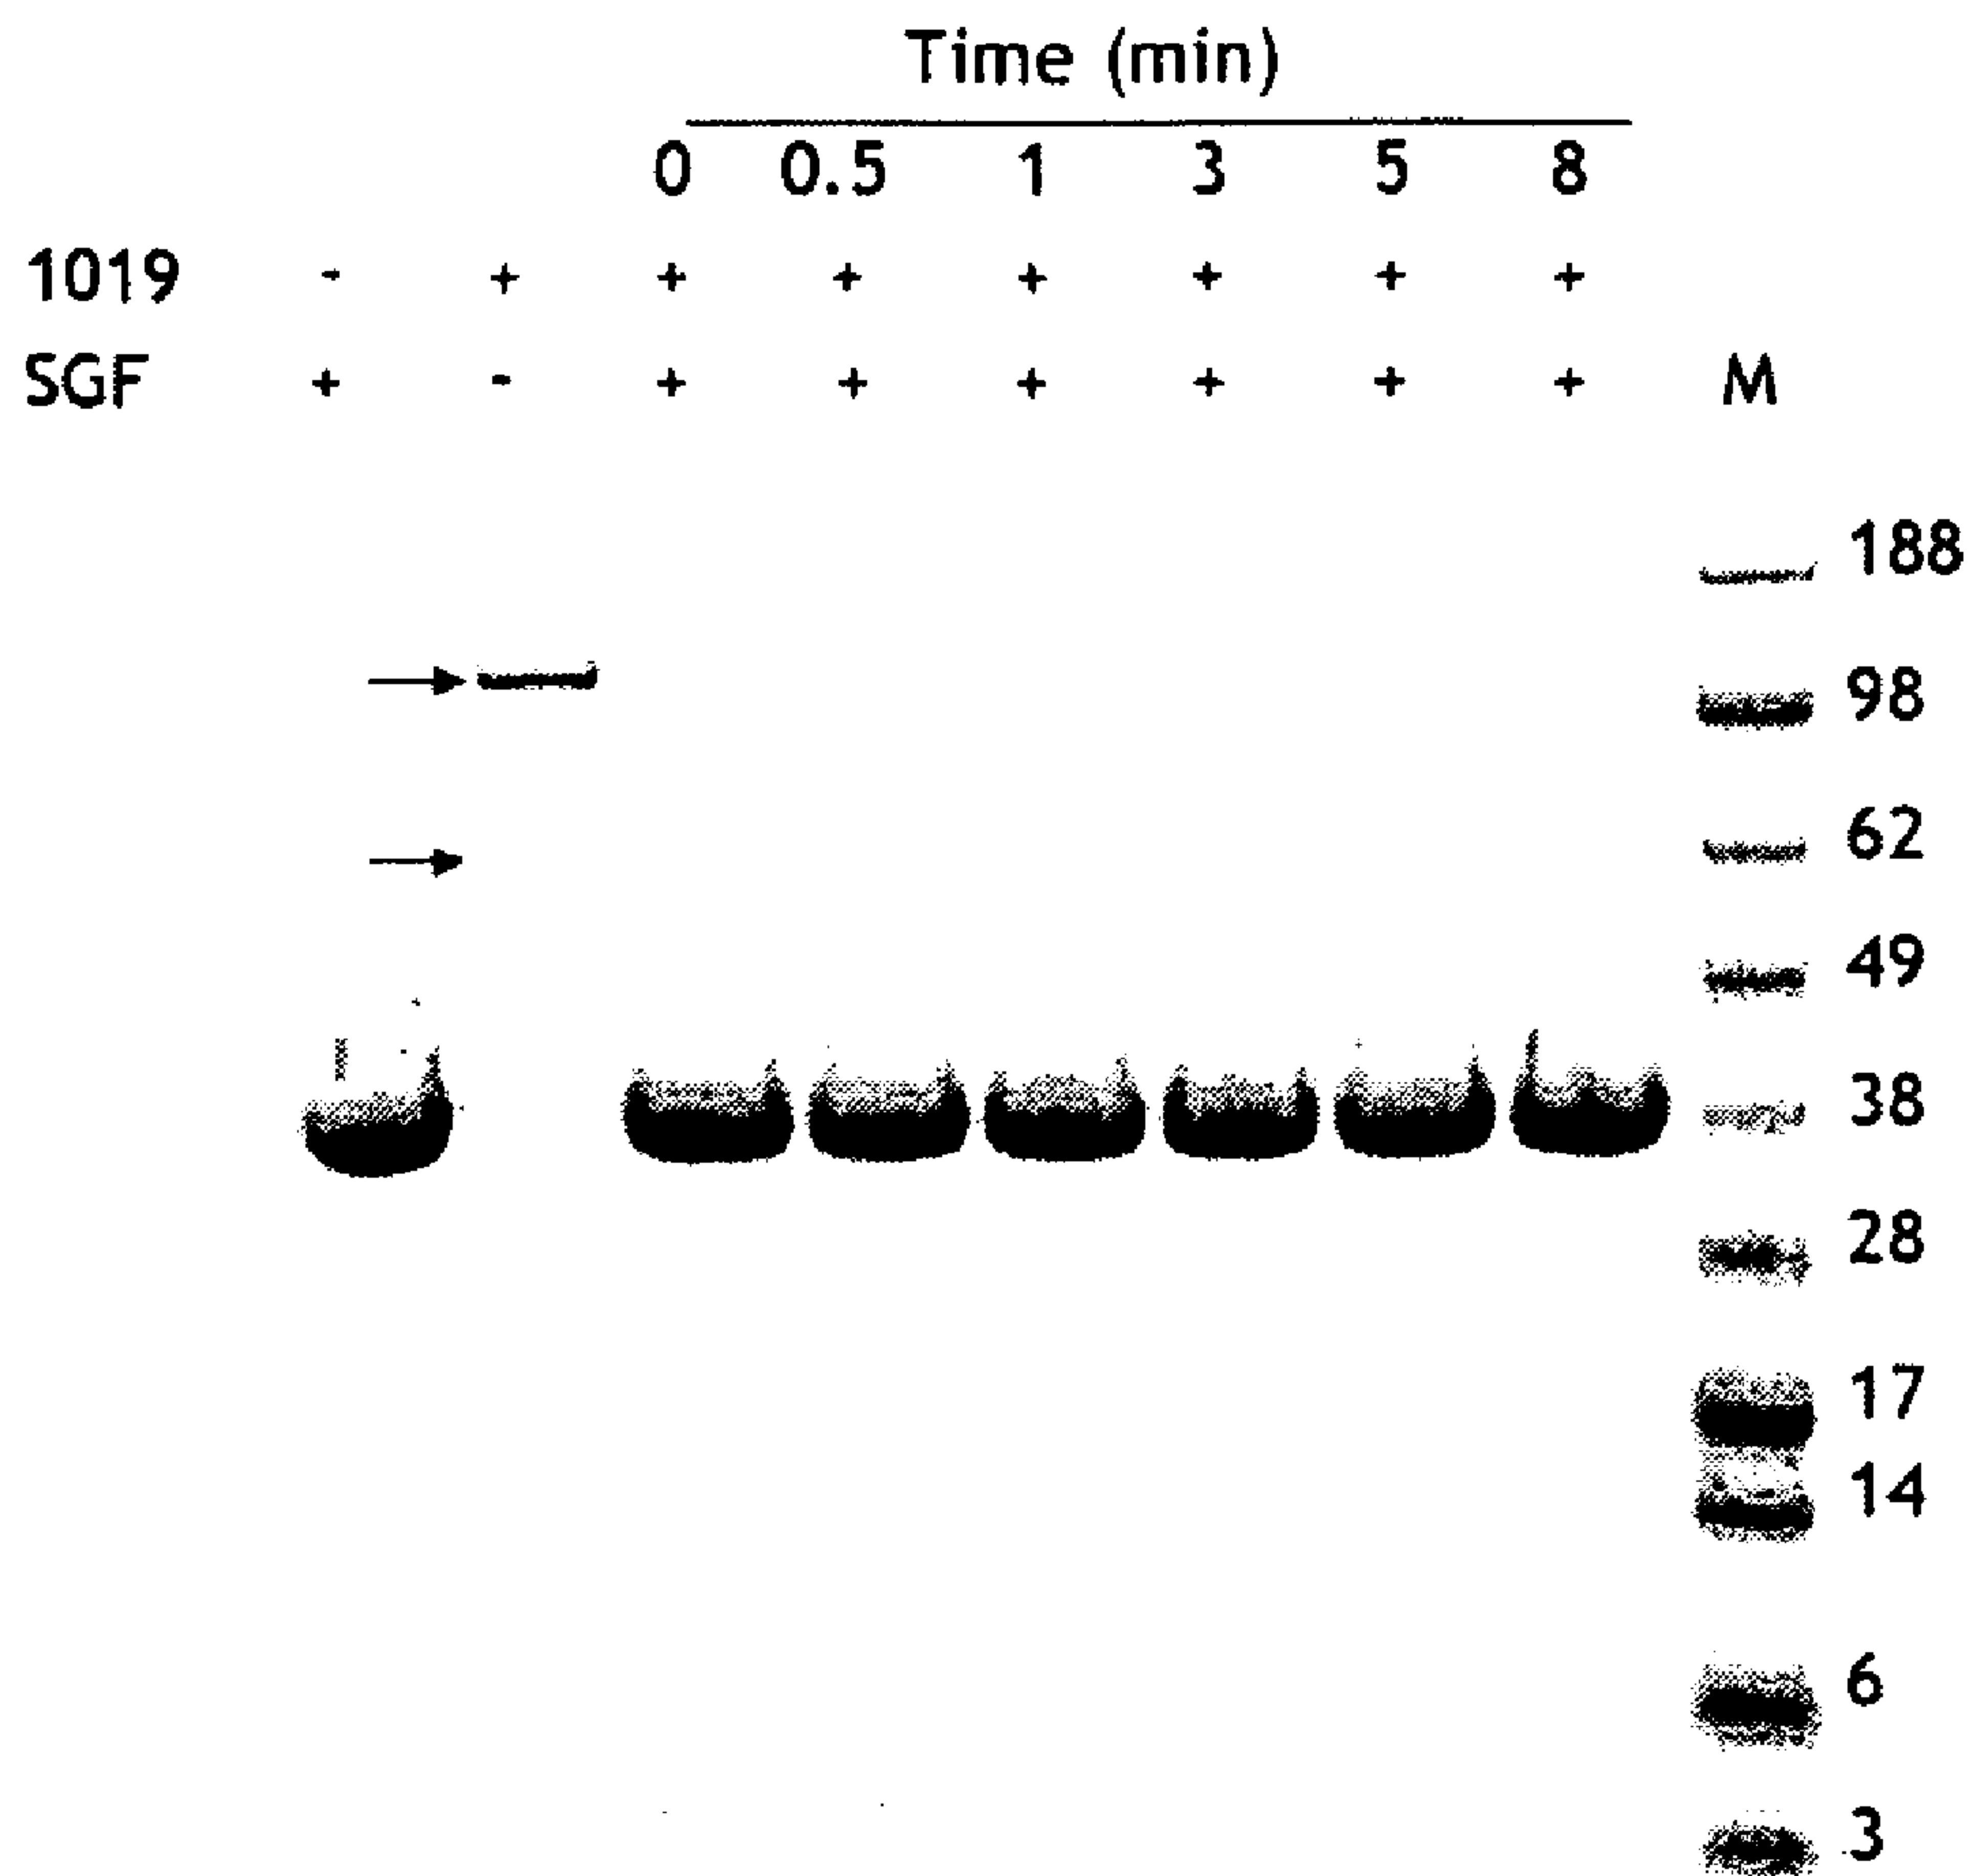 Time (min)
0 0.5 1 3 5 8
1019 - + + + + + + +
SGF + - + + + + + + M
188
98
62
49
38
28
17
14
6
3